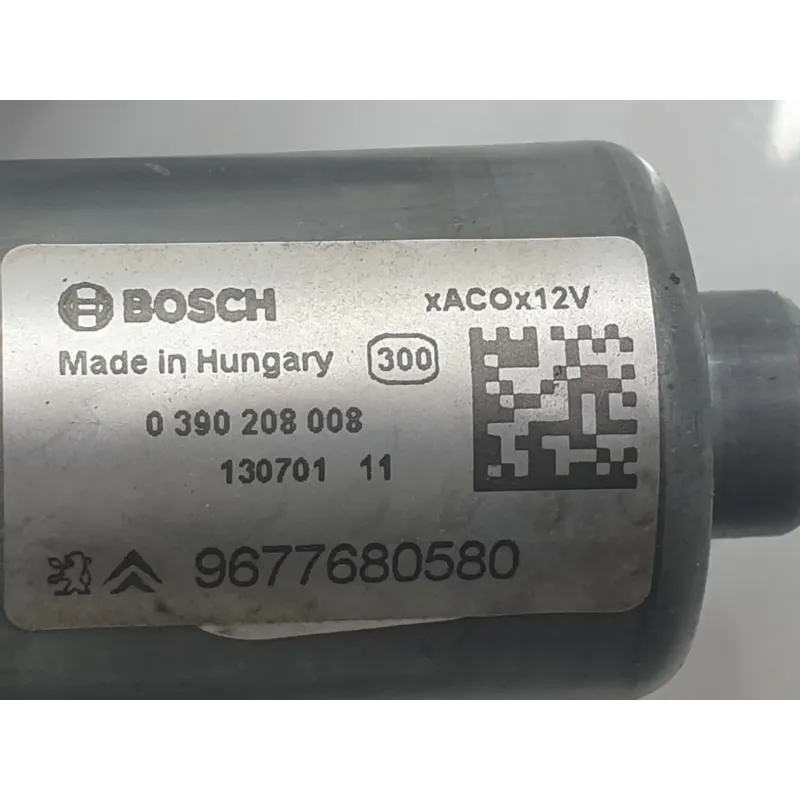 BOSCH xACOx12V
Made in Hungary 300
0 390 208 008
130701 11
9677680580